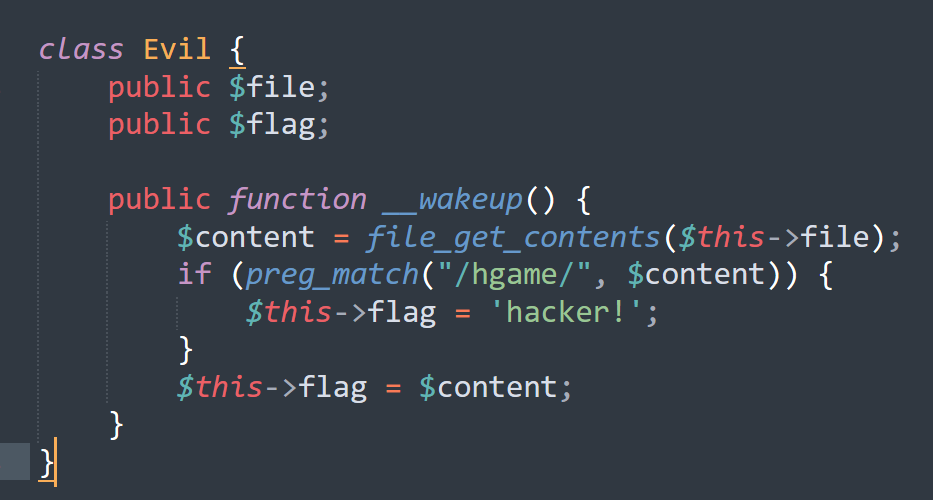 class Evil {
    public $file;
    public $flag;

    public function __wakeup() {
        $content = file_get_contents($this->file);
        if (preg_match("/hgame/", $content)) {
            $this->flag = 'hacker!';
        }
        $this->flag = $content;
    }
}